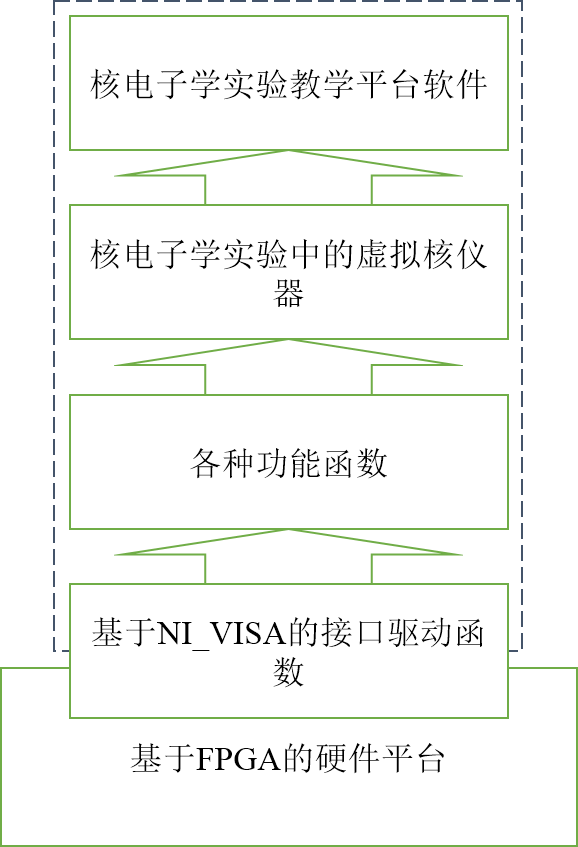 核电子学实验教学平台软件
核电子学实验中的虚拟核仪
器
各种功能函数
基于NI_VISA的接口驱动函
数
基于FPGA的硬件平台